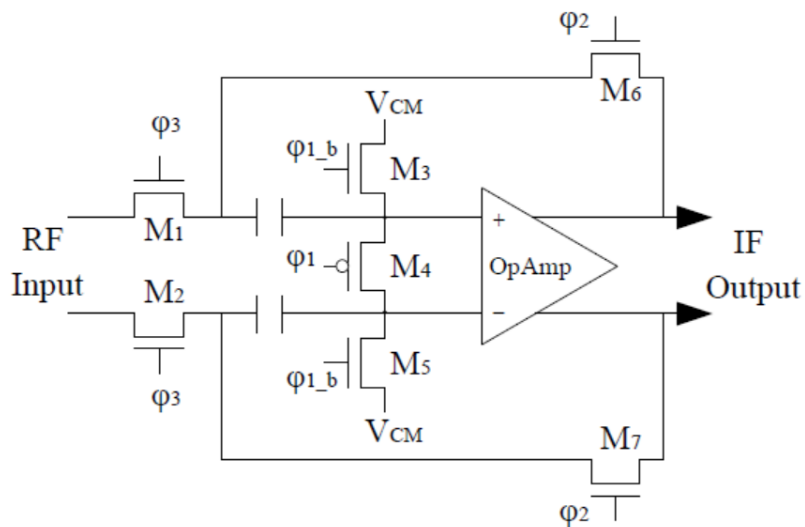 φ2
M6
VCM
φ3
φ1_b
M3
M1
+
RF
Input
φ1
M4
OpAmp
IF
Output
M2
−
φ1_b
M5
φ3
VCM
M7
φ2